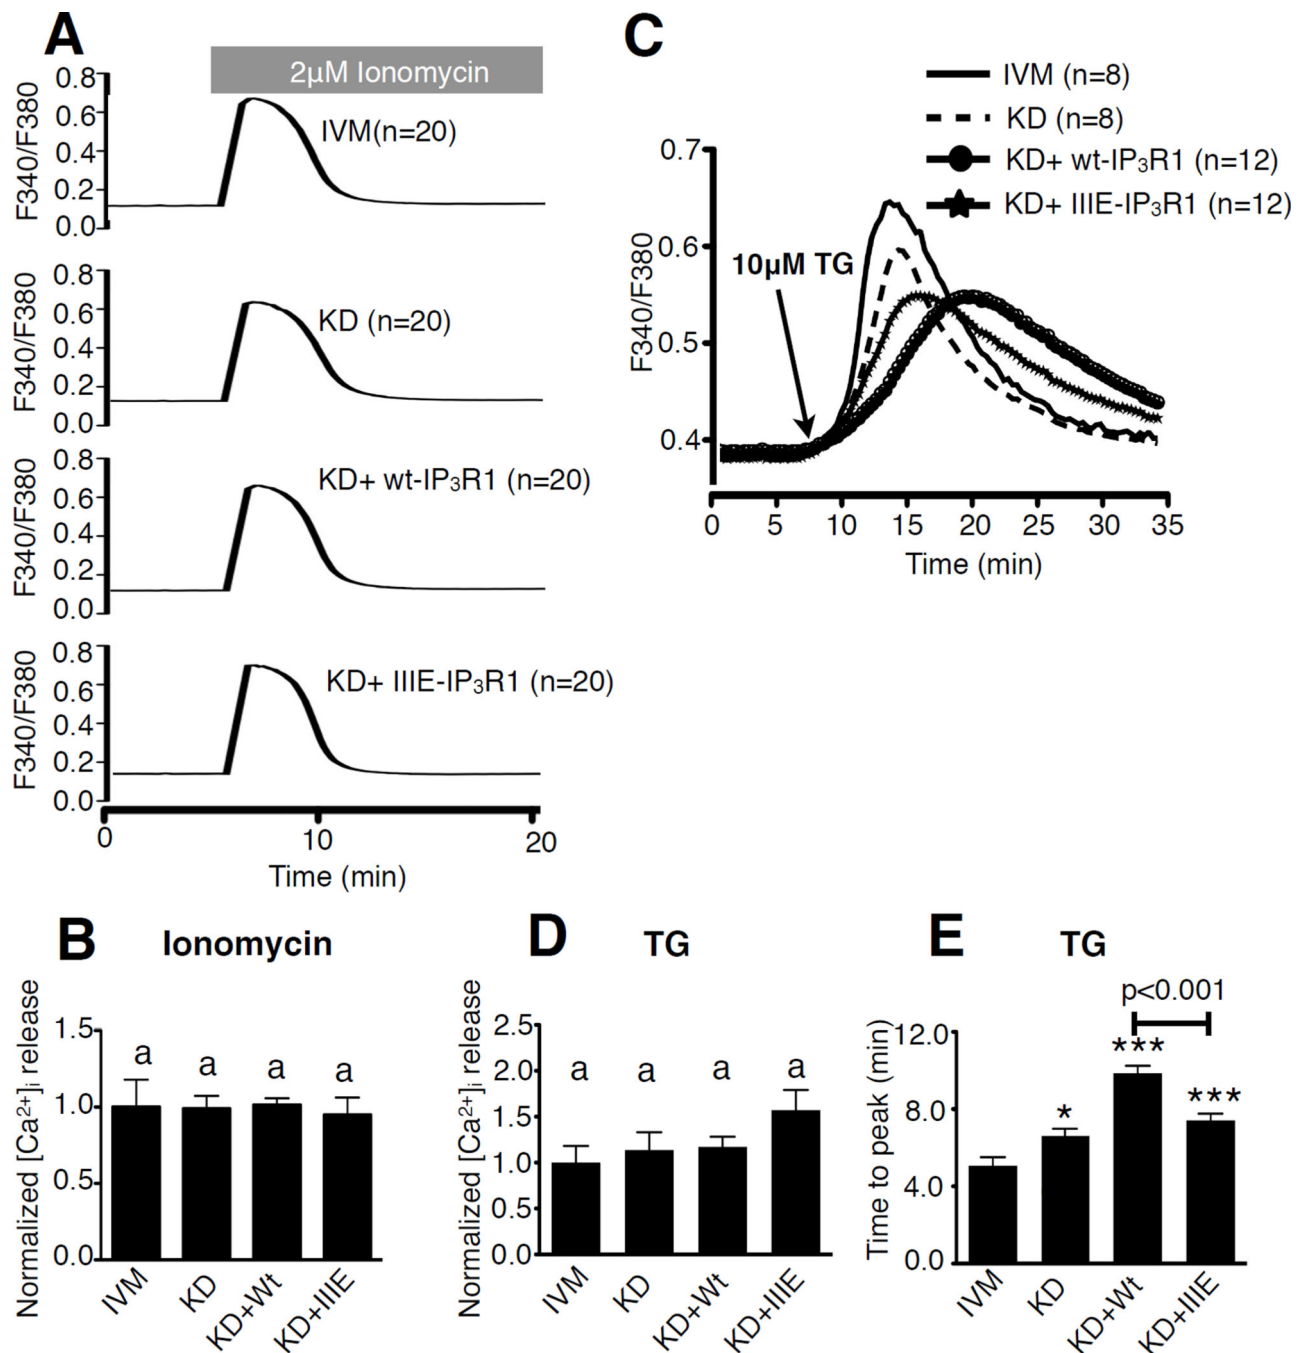 A
2µM Ionomycin
F340/F380
0.8
0.6
0.4
0.2
0.0
IVM(n=20)
F340/F380
0.8
0.6
0.4
0.2
0.0
KD (n=20)
F340/F380
0.8
0.6
0.4
0.2
0.0
KD+ wt-IP₃R1 (n=20)
F340/F380
0.8
0.6
0.4
0.2
0.0
KD+ IIIE-IP₃R1 (n=20)
0 10 20
Time (min)
C
IVM (n=8)
KD (n=8)
KD+ wt-IP₃R1 (n=12)
KD+ IIIE-IP₃R1 (n=12)
F340/F380
0.7
0.6
0.5
0.4
10µM TG
0 5 10 15 20 25 30 35
Time (min)
B Ionomycin
Normalized [Ca²⁺]ᵢ release
1.5
1.0
0.5
0.0
a a a a
IVM KD KD+Wt KD+IIIE
D TG
Normalized [Ca²⁺]ᵢ release
2.5
2.0
1.5
1.0
0.5
0.0
a a a a
IVM KD KD+Wt KD+IIIE
E TG
p<0.001
Time to peak (min)
12.0
8.0
4.0
0.0
* *** ***
IVM KD KD+Wt KD+IIIE